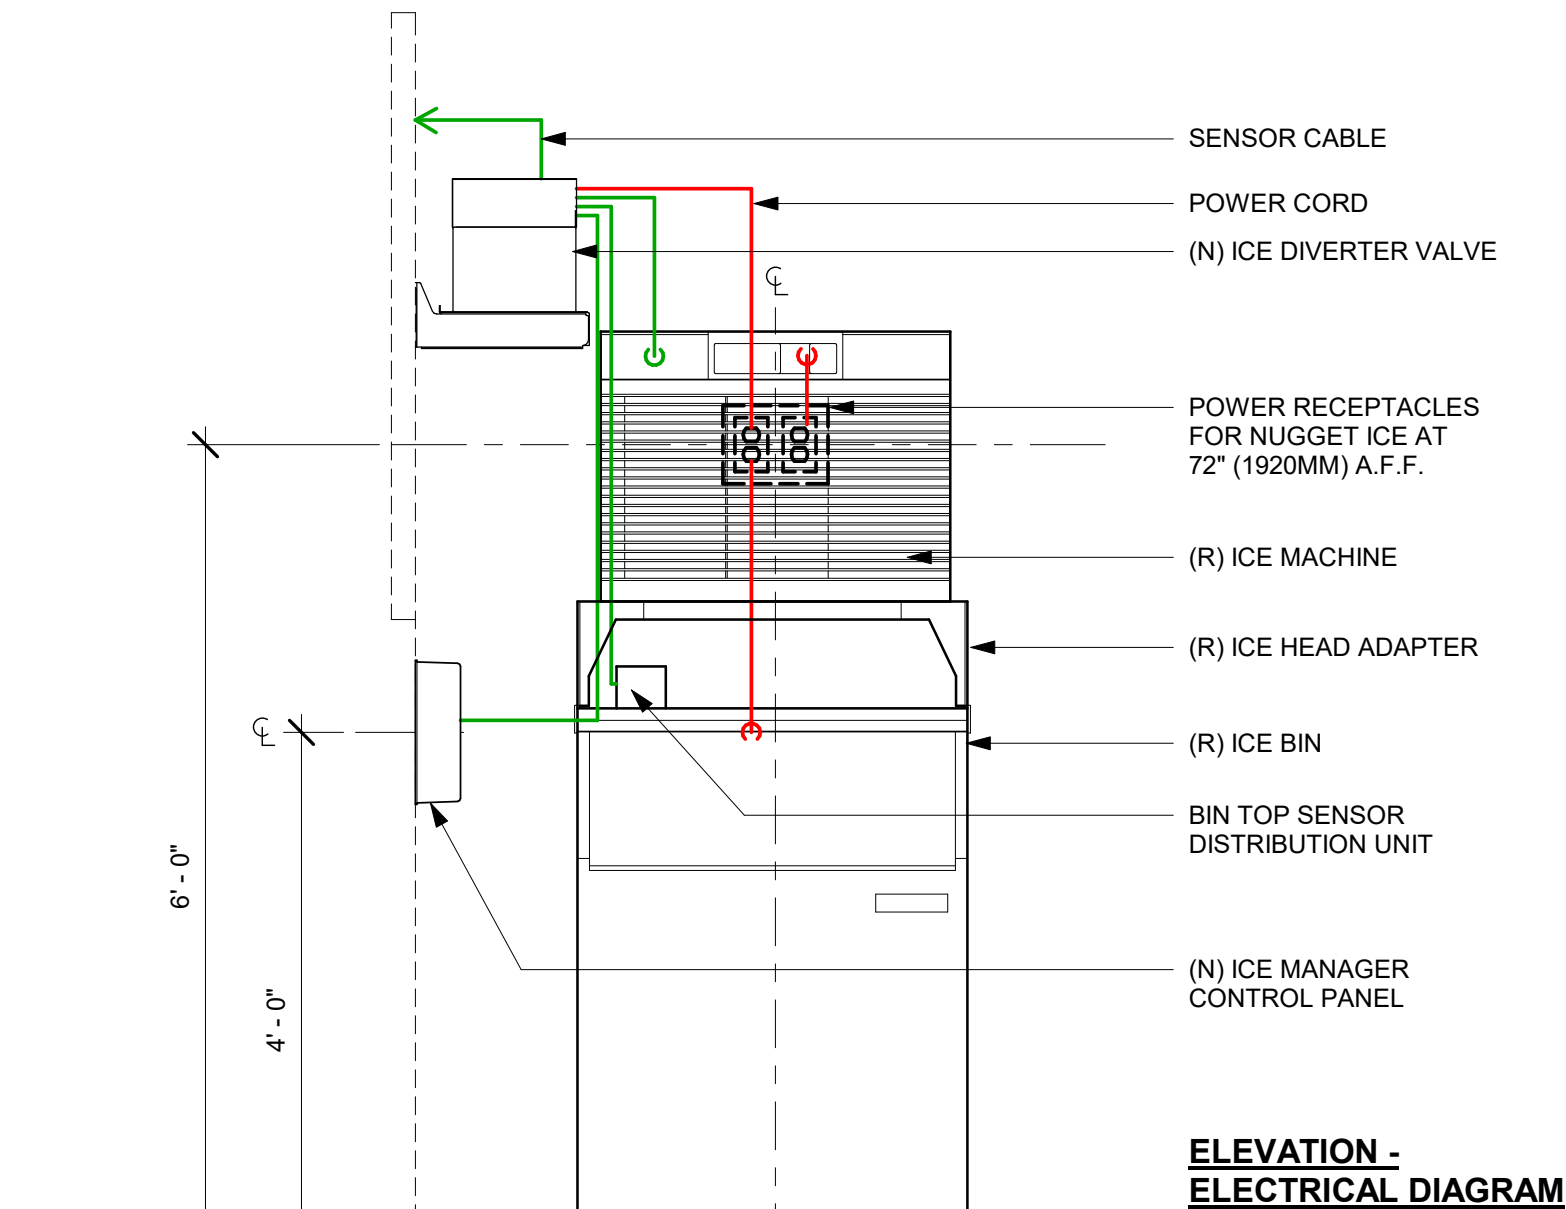 SENSOR CABLE
POWER CORD
(N) ICE DIVERTER VALVE
℄
POWER RECEPTACLES
FOR NUGGET ICE AT
72" (1920MM) A.F.F.
(R) ICE MACHINE
(R) ICE HEAD ADAPTER
℄
(R) ICE BIN
BIN TOP SENSOR
DISTRIBUTION UNIT
6' - 0"
(N) ICE MANAGER
CONTROL PANEL
4' - 0"
ELEVATION -
ELECTRICAL DIAGRAM